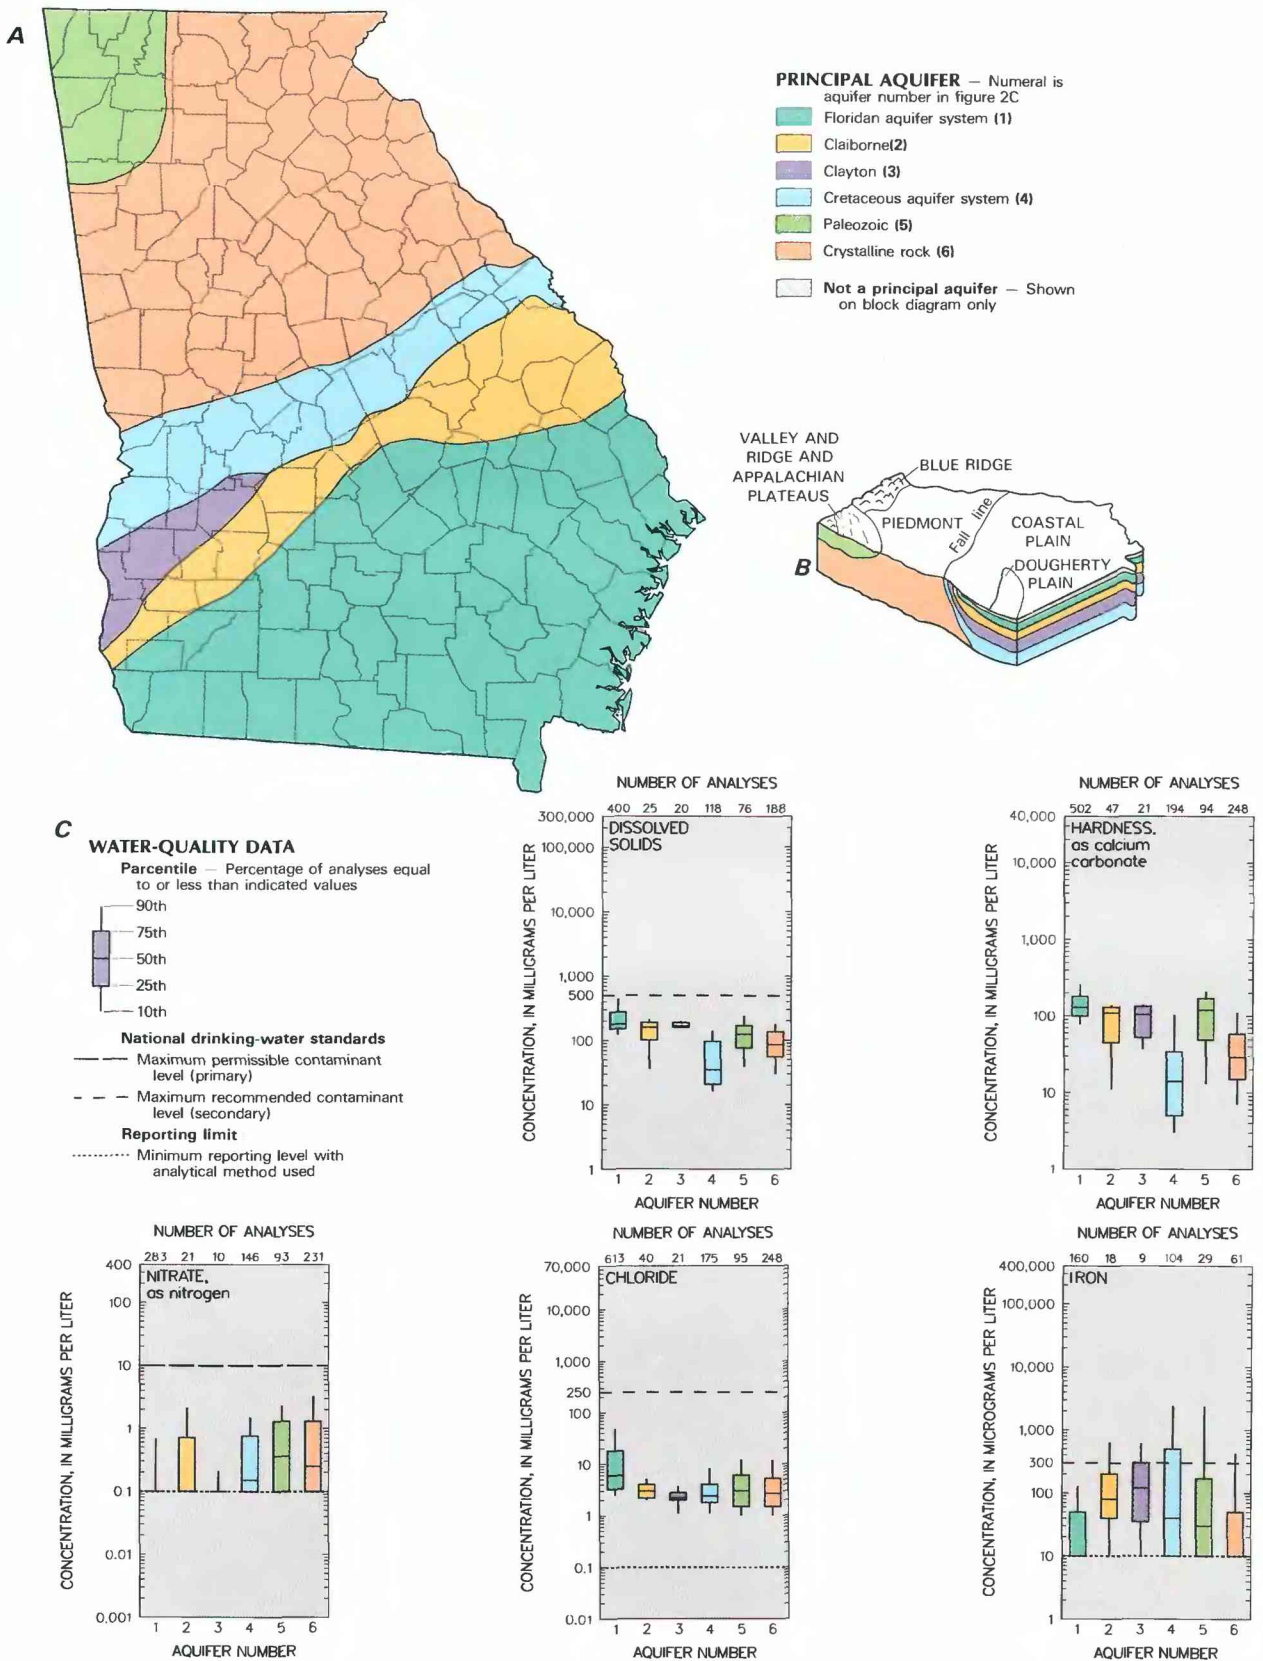 A
PRINCIPAL AQUIFER — Numeral is
aquifer number in figure 2C
Floridan aquifer system (1)
Claiborne(2)
Clayton (3)
Cretaceous aquifer system (4)
Paleozoic (5)
Crystalline rock (6)
Not a principal aquifer — Shown
on block diagram only
VALLEY AND
RIDGE AND
APPALACHIAN
PLATEAUS
BLUE RIDGE
PIEDMONT
Fall line
COASTAL
PLAIN
DOUGHERTY
PLAIN
B
C
WATER-QUALITY DATA
Parcentile — Percentage of analyses equal
to or less than indicated values
90th
75th
50th
25th
10th
National drinking-water standards
Maximum permissible contaminant
level (primary)
Maximum recommended contaminant
level (secondary)
Reporting limit
Minimum reporting level with
analytical method used
NUMBER OF ANALYSES
400 25 20 118 76 188
DISSOLVED
SOLIDS
CONCENTRATION, IN MILLIGRAMS PER LITER
300,000
100,000
10,000
1,000
500
100
10
1
1 2 3 4 5 6
AQUIFER NUMBER
NUMBER OF ANALYSES
502 47 21 194 94 248
HARDNESS.
as calcium
carbonate
CONCENTRATION, IN MILLIGRAMS PER LITER
40,000
10,000
1,000
100
10
1
1 2 3 4 5 6
AQUIFER NUMBER
NUMBER OF ANALYSES
283 21 10 146 93 231
NITRATE,
as nitrogen
CONCENTRATION, IN MILLIGRAMS PER LITER
400
100
10
1
0.1
0.01
0.001
1 2 3 4 5 6
AQUIFER NUMBER
NUMBER OF ANALYSES
613 40 21 175 95 248
CHLORIDE
CONCENTRATION, IN MILLIGRAMS PER LITER
70,000
10,000
1,000
250
100
10
1
0.1
0.01
1 2 3 4 5 6
AQUIFER NUMBER
NUMBER OF ANALYSES
160 18 9 104 29 61
IRON
CONCENTRATION, IN MICROGRAMS PER LITER
400,000
100,000
10,000
1,000
300
100
10
1
1 2 3 4 5 6
AQUIFER NUMBER